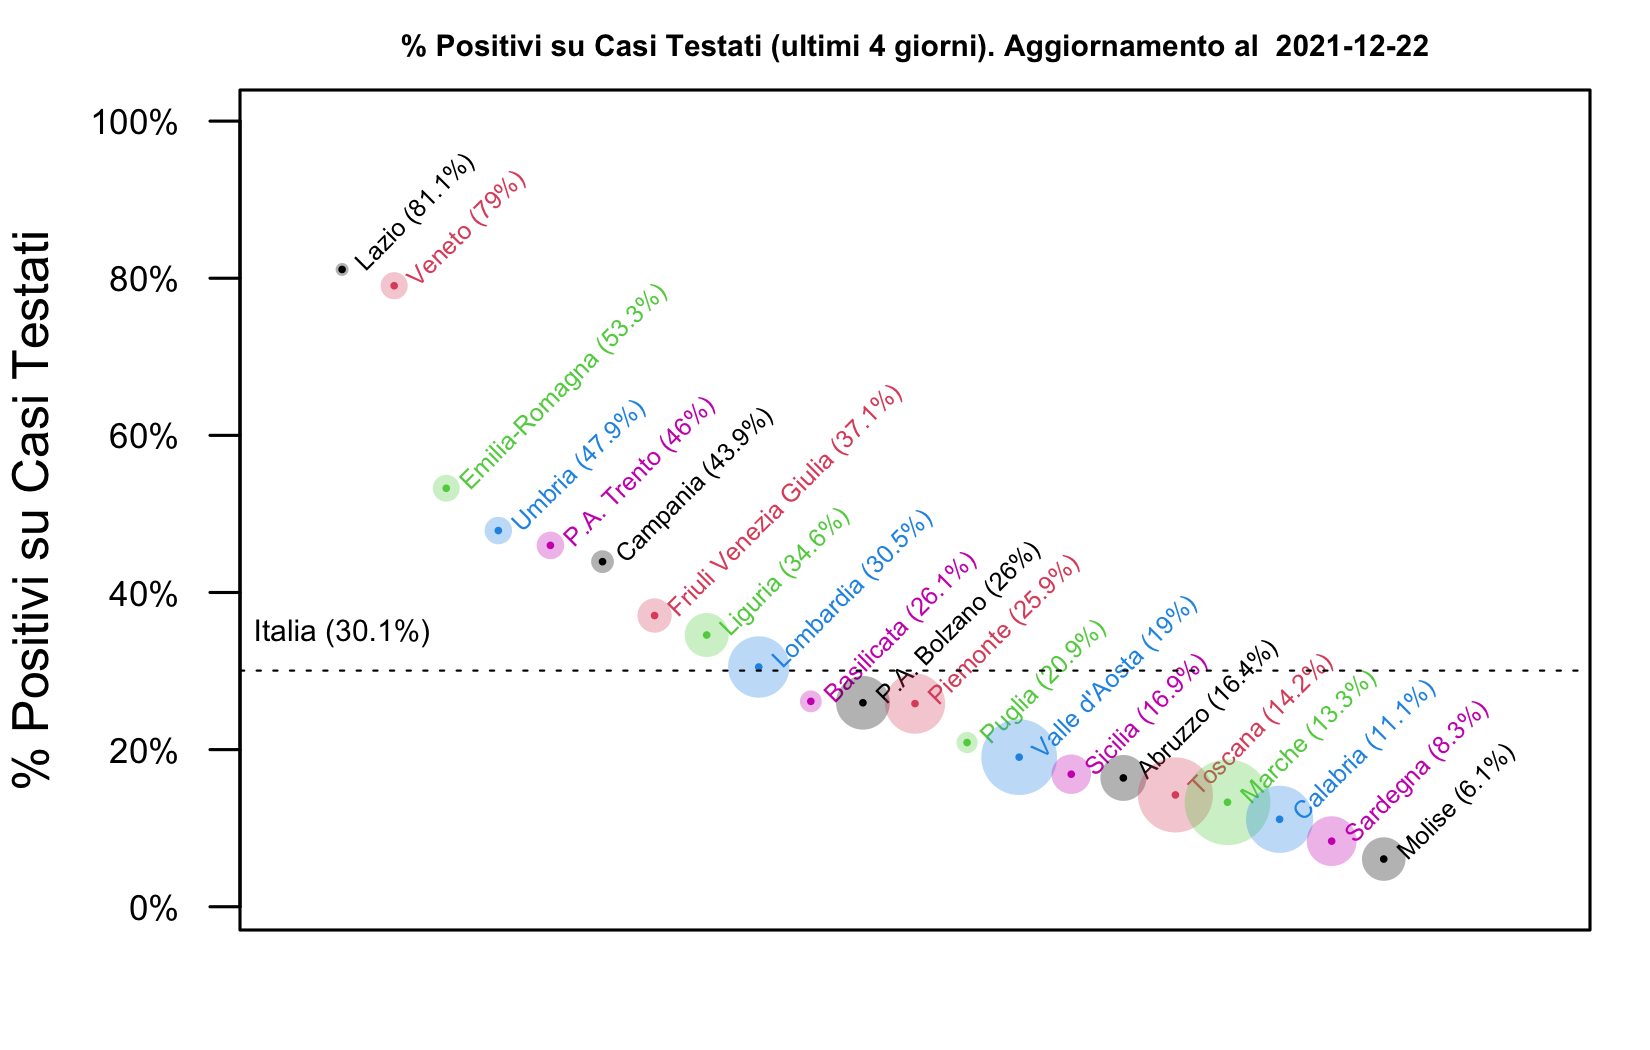 % Positivi su Casi Testati (ultimi 4 giorni). Aggiornamento al  2021-12-22
% Positivi su Casi Testati
100%
80%
60%
40%
20%
0%
Italia (30.1%)
Lazio (81.1%)
Veneto (79%)
Emilia-Romagna (53.3%)
Umbria (47.9%)
P.A. Trento (46%)
Campania (43.9%)
Friuli Venezia Giulia (37.1%)
Liguria (34.6%)
Lombardia (30.5%)
Basilicata (26.1%)
P.A. Bolzano (26%)
Piemonte (25.9%)
Puglia (20.9%)
Valle d'Aosta (19%)
Sicilia (16.9%)
Abruzzo (16.4%)
Toscana (14.2%)
Marche (13.3%)
Calabria (11.1%)
Sardegna (8.3%)
Molise (6.1%)